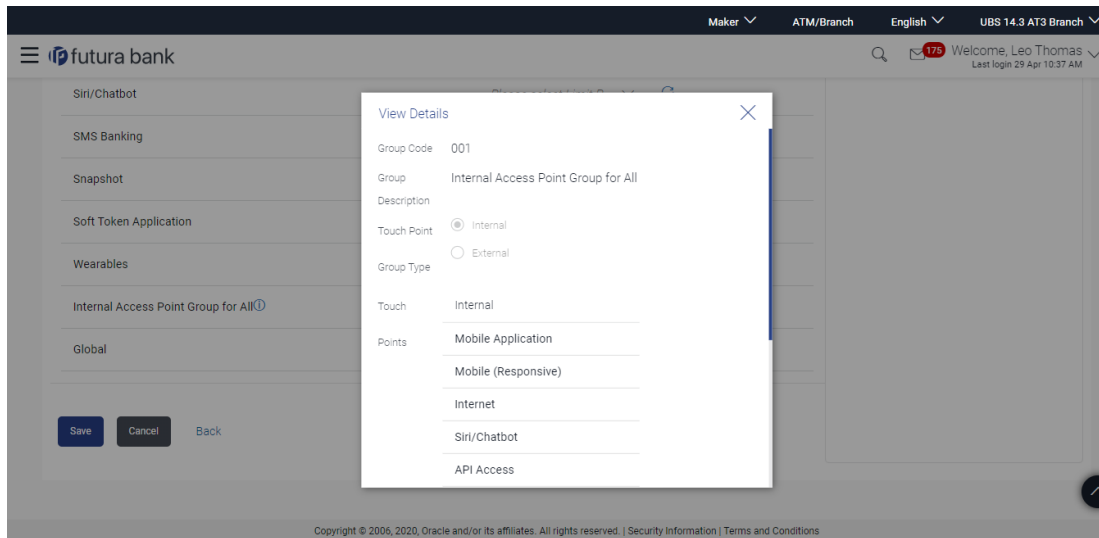 Maker ATM/Branch English UBS 14.3 AT3 Branch
futura bank
175 Welcome, Leo Thomas
Last login 29 Apr 10:37 AM
Siri/Chatbot
SMS Banking
Snapshot
Soft Token Application
Wearables
Internal Access Point Group for All
Global
Save Cancel Back
View Details
Group Code 001
Group Internal Access Point Group for All
Description
Touch Point Internal
External
Group Type
Touch Internal
Points Mobile Application
Mobile (Responsive)
Internet
Siri/Chatbot
API Access
Copyright © 2006, 2020, Oracle and/or its affiliates. All rights reserved. | Security Information | Terms and Conditions